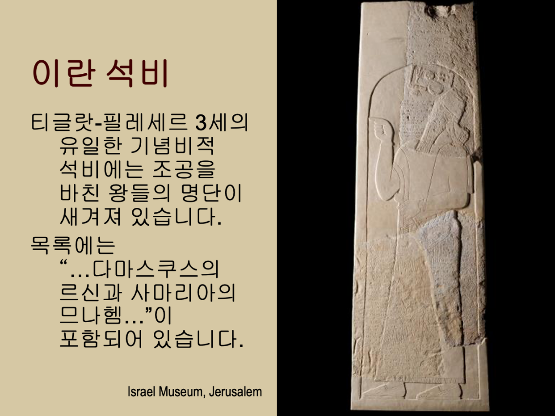 이란 석비
티글랏-필레세르 3세의
유일한 기념비적
석비에는 조공을
바친 왕들의 명단이
새겨져 있습니다.
목록에는
“…다마스쿠스의
르신과 사마리아의
므나헴…”이
포함되어 있습니다.
Israel Museum, Jerusalem